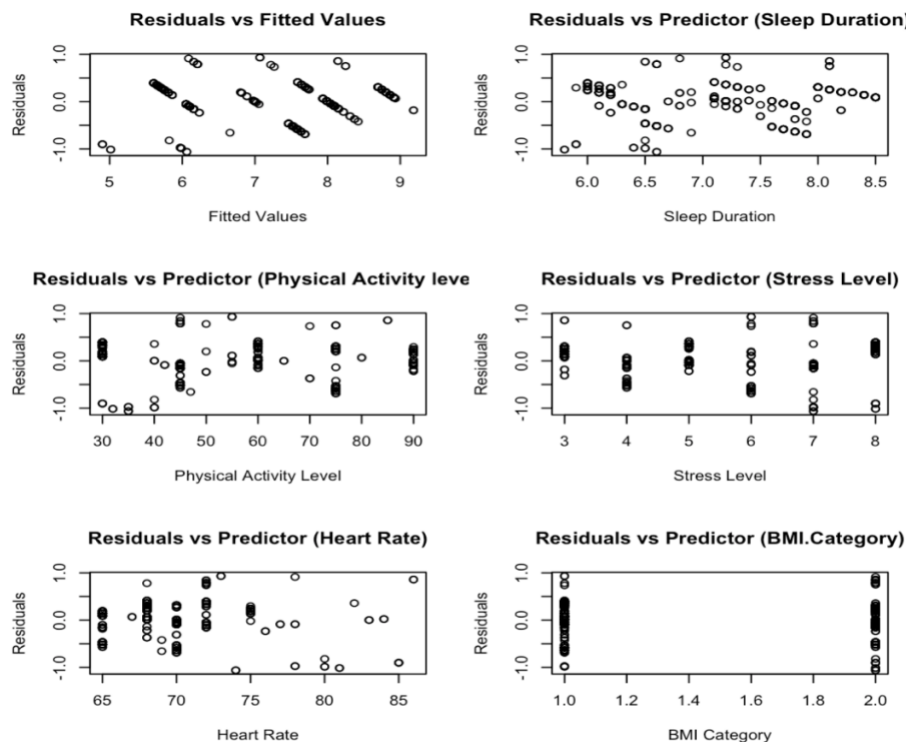 Residuals vs Fitted Values
Residuals
-1.0 0.0 1.0
5 6 7 8 9
Fitted Values
Residuals vs Predictor (Sleep Duration)
Residuals
-1.0 0.0 1.0
6.0 6.5 7.0 7.5 8.0 8.5
Sleep Duration
Residuals vs Predictor (Physical Activity leve
Residuals
-1.0 0.0 1.0
30 40 50 60 70 80 90
Physical Activity Level
Residuals vs Predictor (Stress Level)
Residuals
-1.0 0.0 1.0
3 4 5 6 7 8
Stress Level
Residuals vs Predictor (Heart Rate)
Residuals
-1.0 0.0 1.0
65 70 75 80 85
Heart Rate
Residuals vs Predictor (BMI.Category)
Residuals
-1.0 0.0 1.0
1.0 1.2 1.4 1.6 1.8 2.0
BMI Category